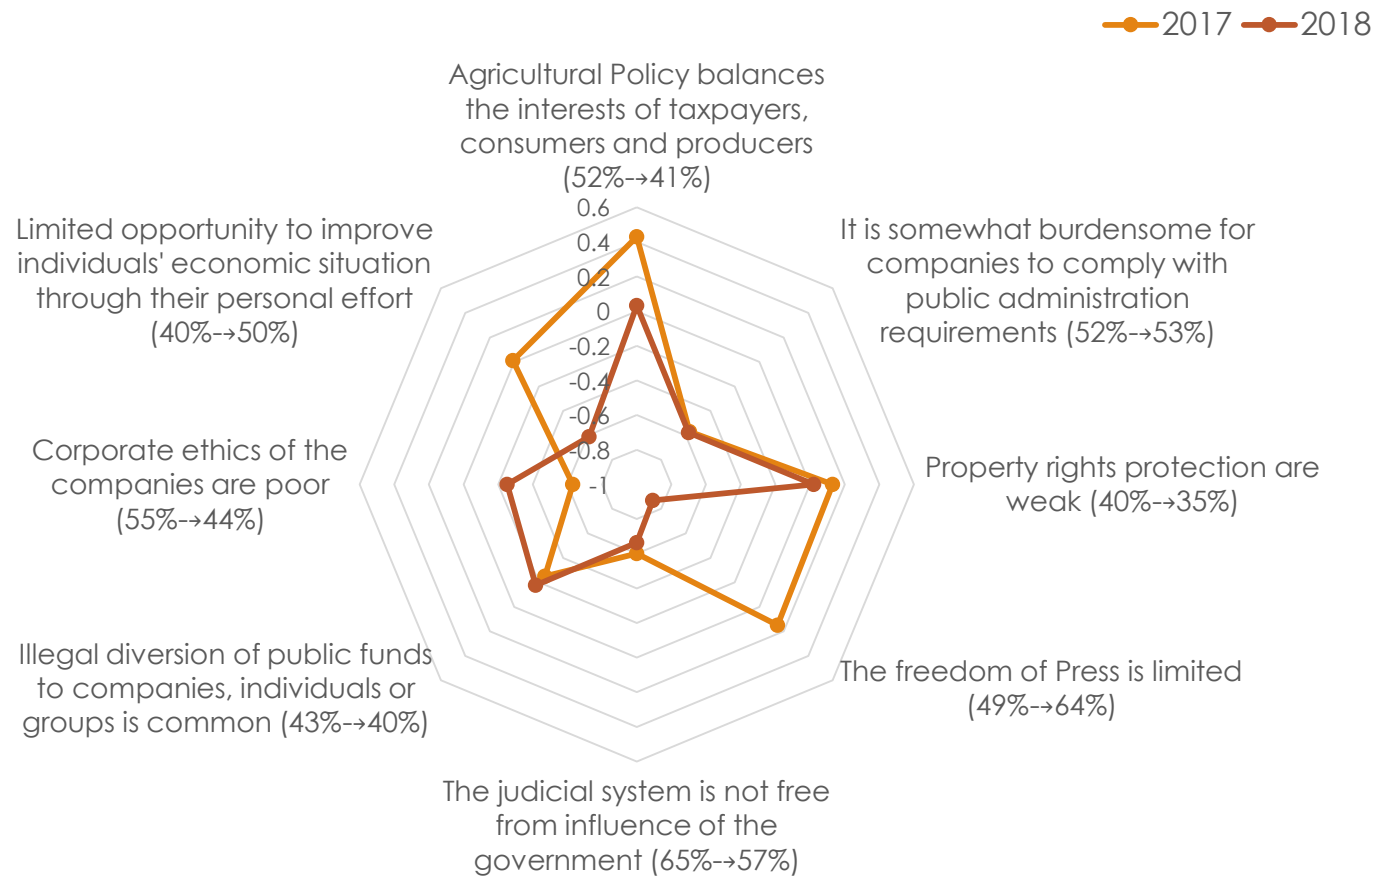 2017 2018
Agricultural Policy balances
the interests of taxpayers,
consumers and producers
(52%-→41%)
Limited opportunity to improve
individuals' economic situation
through their personal effort
(40%-→50%)
It is somewhat burdensome for
companies to comply with
public administration
requirements (52%-→53%)
0.6
0.4
0.2
0
-0.2
-0.4
-0.6
-0.8
-1
Corporate ethics of the
companies are poor
(55%-→44%)
Property rights protection are
weak (40%-→35%)
Illegal diversion of public funds
to companies, individuals or
groups is common (43%-→40%)
The freedom of Press is limited
(49%-→64%)
The judicial system is not free
from influence of the
government (65%-→57%)